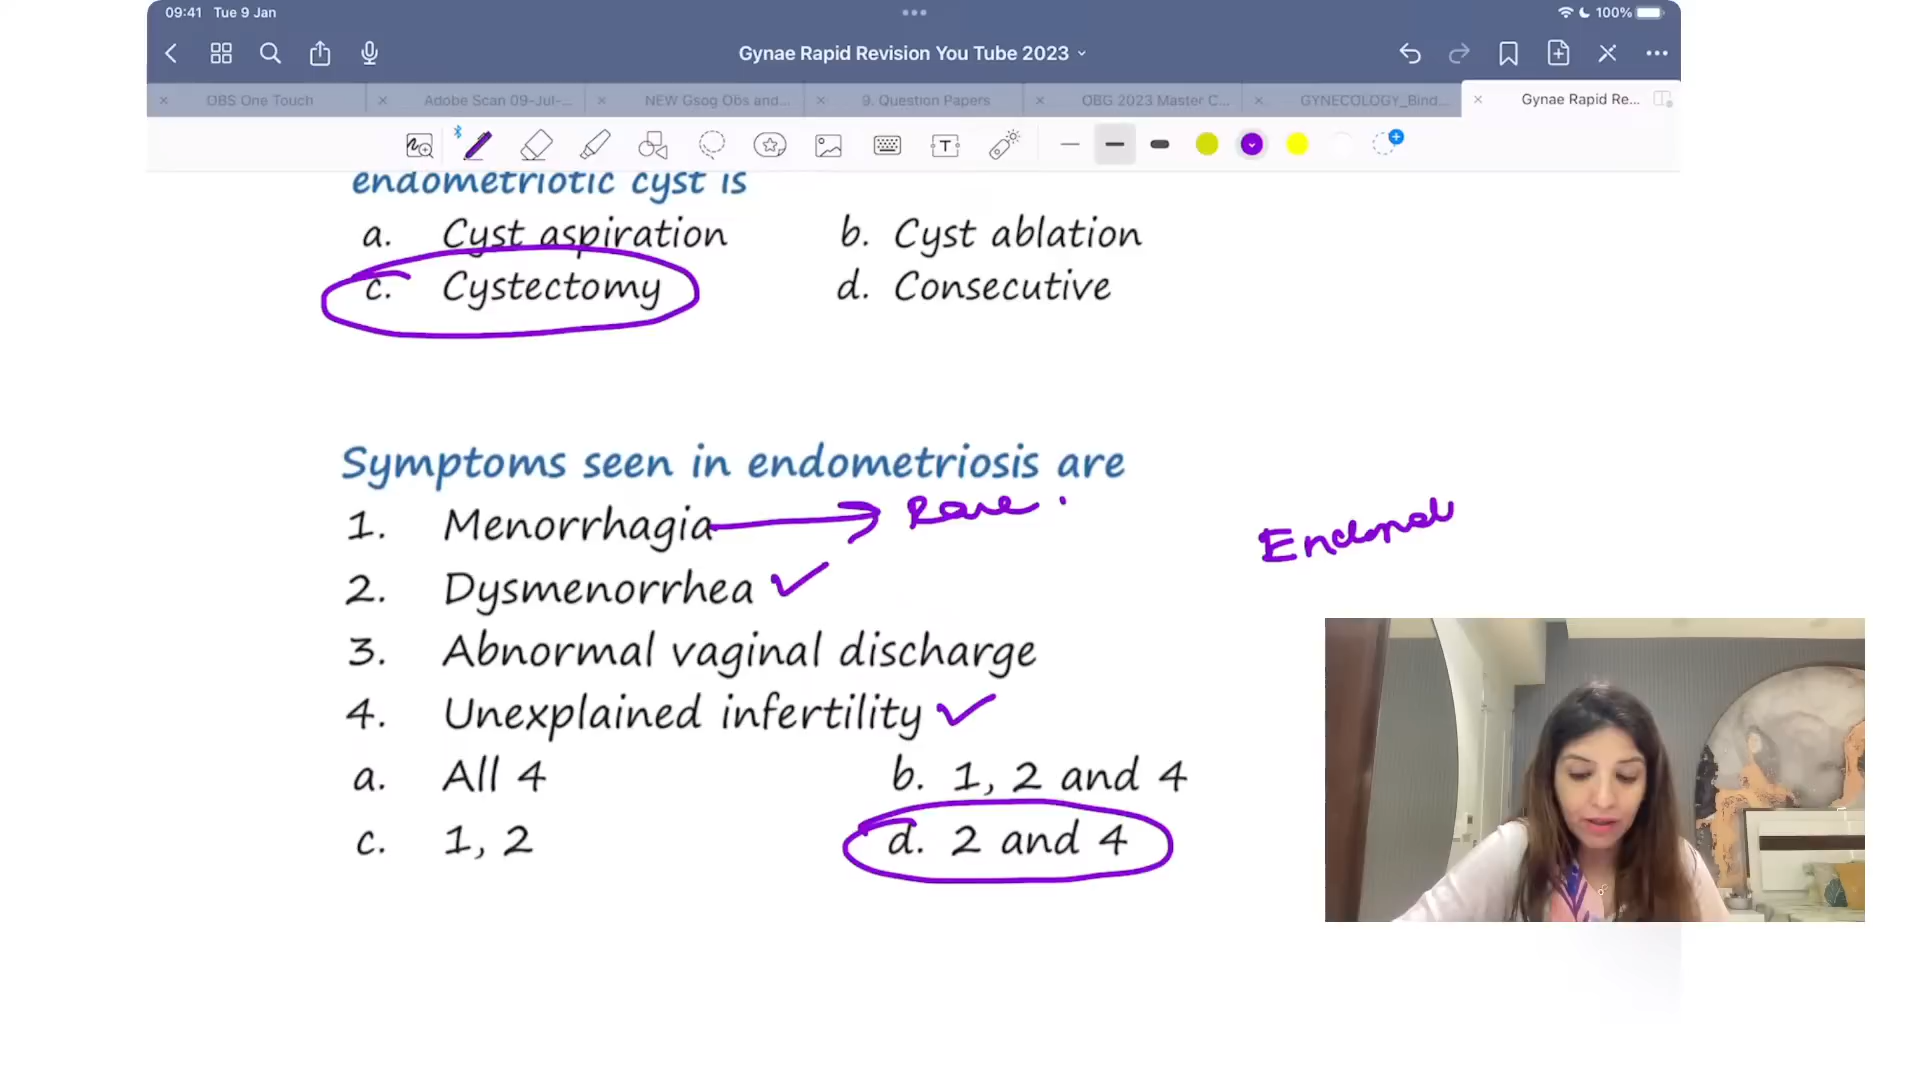 09:41 Tue 9 Jan
100%
Gynae Rapid Revision You Tube 2023
OBS One Touch
Adobe Scan 09-Jul-...
NEW Gsog Obs and...
9. Question Papers
OBG 2023 Master C...
GYNECOLOGY_Bind...
Gynae Rapid Re...
endometriotic cyst is
a. Cyst aspiration b. Cyst ablation
c. Cystectomy d. Consecutive
Symptoms seen in endometriosis are
1. Menorrhagia Rare.
Endomet
2. Dysmenorrhea
3. Abnormal vaginal discharge
4. Unexplained infertility
a. All 4 b. 1, 2 and 4
c. 1, 2 d. 2 and 4